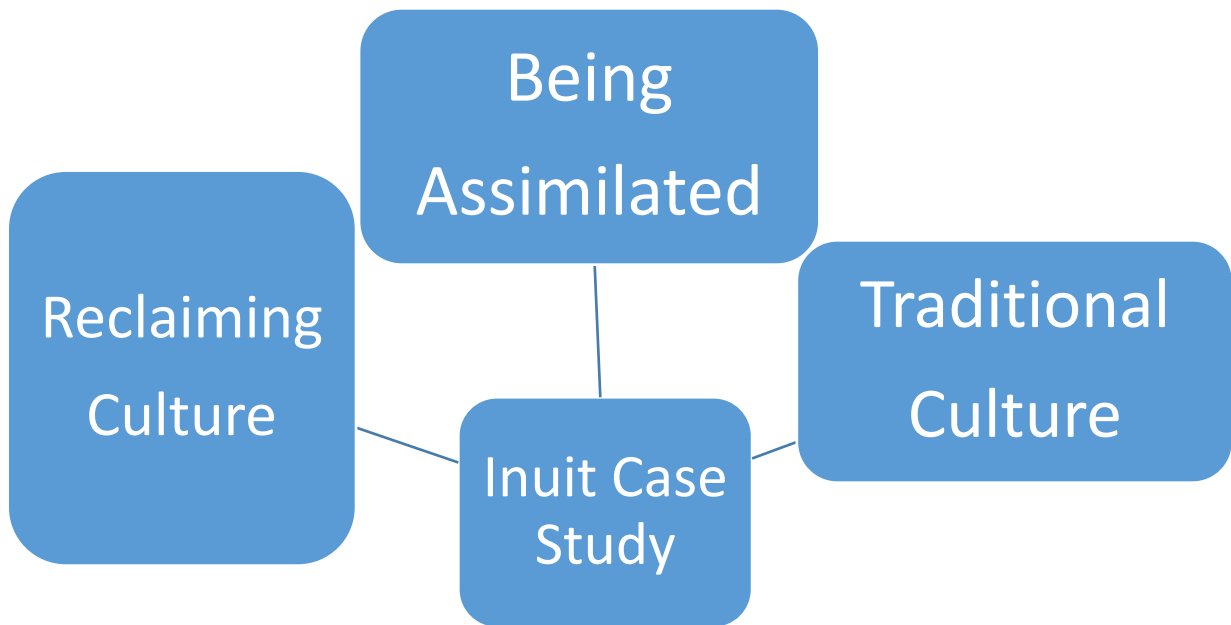 Being
Assimilated
Reclaiming
Culture
Traditional
Culture
Inuit Case
Study